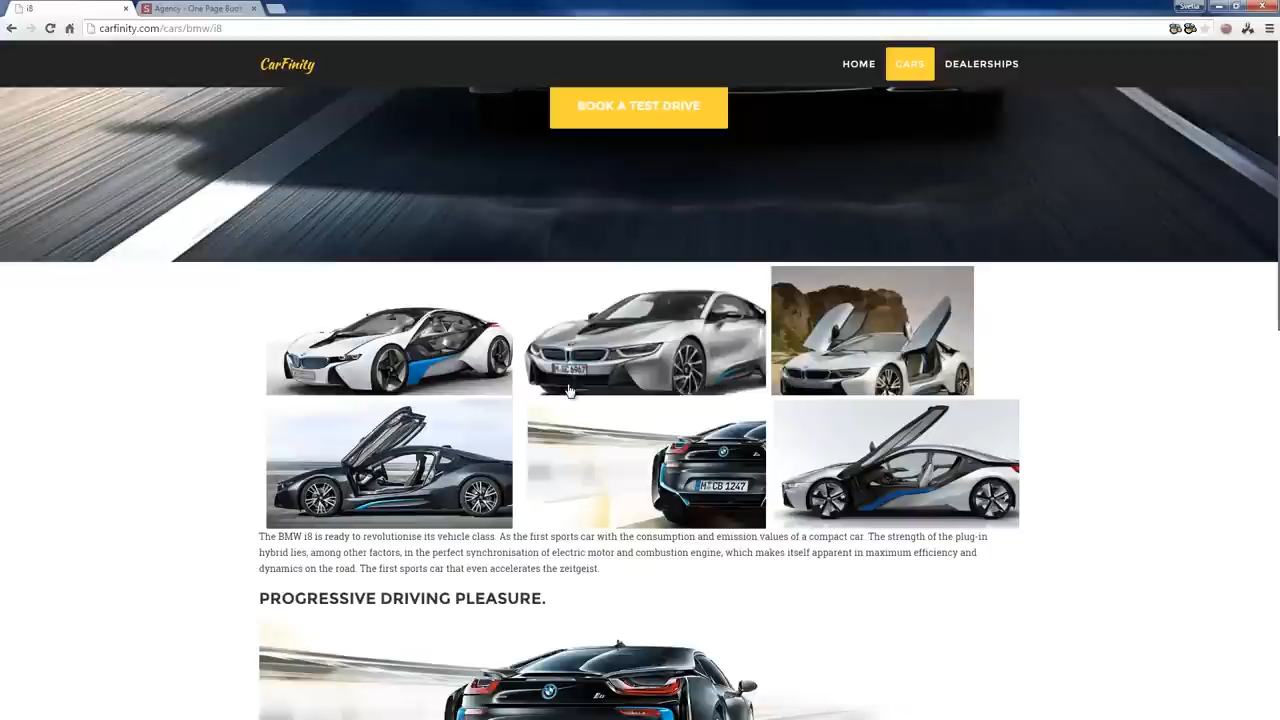 i8
Agency - One Page Boot
Svetla
carfinity.com/cars/bmw/i8
CarFinity
HOME
CARS
DEALERSHIPS
BOOK A TEST DRIVE
M CB 1247
The BMW i8 is ready to revolutionise its vehicle class. As the first sports car with the consumption and emission values of a compact car. The strength of the plug-in
hybrid lies, among other factors, in the perfect synchronisation of electric motor and combustion engine, which makes itself apparent in maximum efficiency and
dynamics on the road. The first sports car that even accelerates the zeitgeist.
PROGRESSIVE DRIVING PLEASURE.